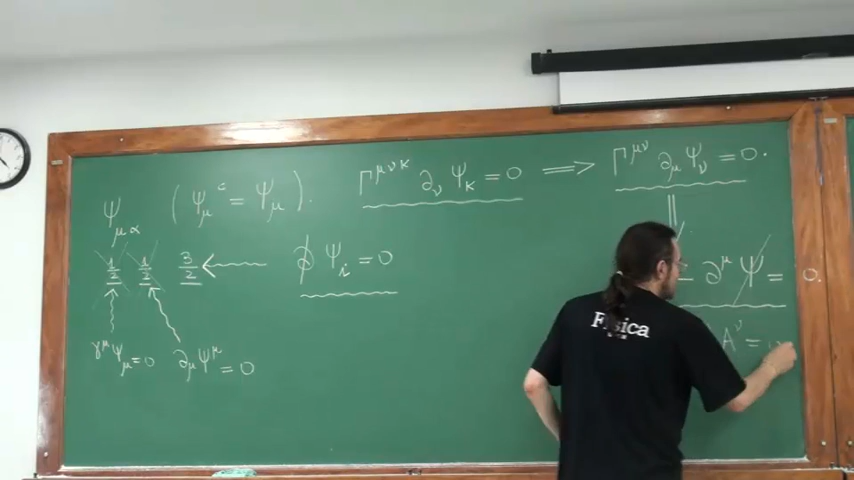 Ψ_μα (Ψ_μ^c = Ψ_μ).
Γ^μνκ ∂_ν Ψ_κ = 0 ⟹ Γ^μν ∂_μ Ψ_ν = 0.
1/2 1/2 3/2 ←
∂̸ Ψ_i = 0
∂^μ Ψ̸ = 0
γ^μ Ψ_μ = 0 ∂_μ Ψ^μ = 0
A^ν =
Física